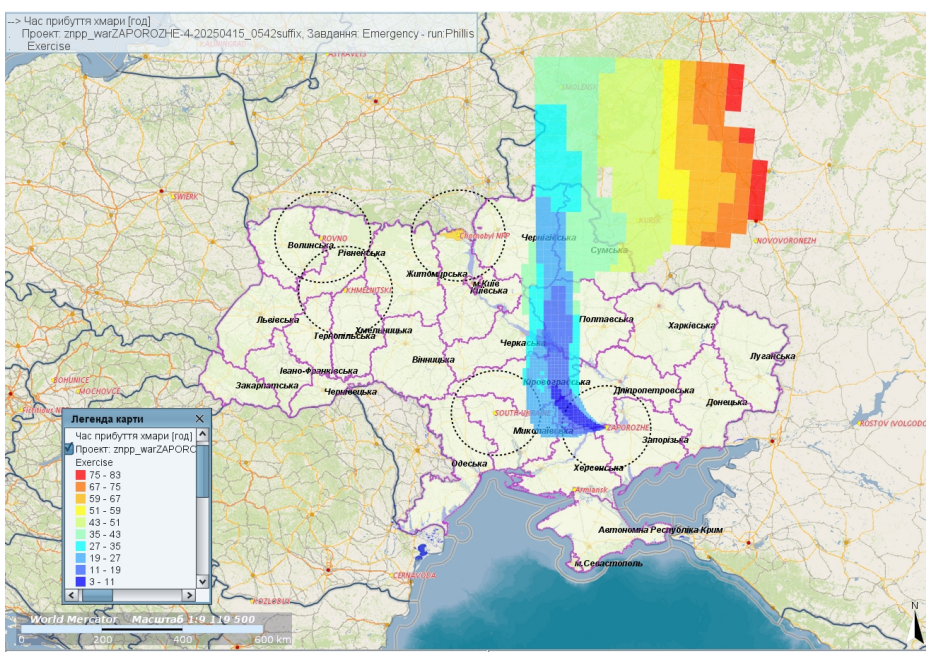 --> Час прибуття хмари [год]
Проект: znpp_warZAPOROZHE-4-20250415_0542suffix, Завдання: Emergency - run:Phillis
Exercise
SMOLENSK
SWIERK
KURSK
ROVNO
Chernobyl NPP
Чернігівська
NOVOVORONEZH
Волинська
Рівненська
Сумська
Житомирська
м.Київ
Київська
KHMELNITSKI
Львівська
Полтавська
Харківська
Тернопільська
Хмельницька
Черкаська
Луганська
Вінницька
Івано-Франківська
Кіровоградська
BOHUNICE
Закарпатська
Дніпропетровська
MOCHOVCE
Чернівецька
Донецька
SOUTH-UKRAINE
ZAPOROZHE
ROSTOV (VOLGODO
Миколаївська
Запорізька
Одеська
Херсонська
Armiansk
Автономна Республіка Крим
м.Севастополь
CERNAVODA
KOZLODUY
Легенда карти
Час прибуття хмари [год]
Проект: znpp_warZAPORO
Exercise
75 - 83
67 - 75
59 - 67
51 - 59
43 - 51
35 - 43
27 - 35
19 - 27
11 - 19
3 - 11
World Mercator Масштаб 1:9 119 500
0 200 400 600 km
N